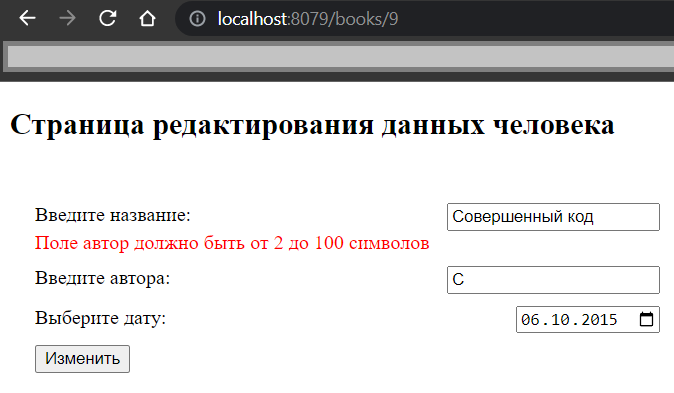 localhost:8079/books/9
Страница редактирования данных человека
Введите название: Совершенный код
Поле автор должно быть от 2 до 100 символов
Введите автора: С
Выберите дату: 06.10.2015
Изменить